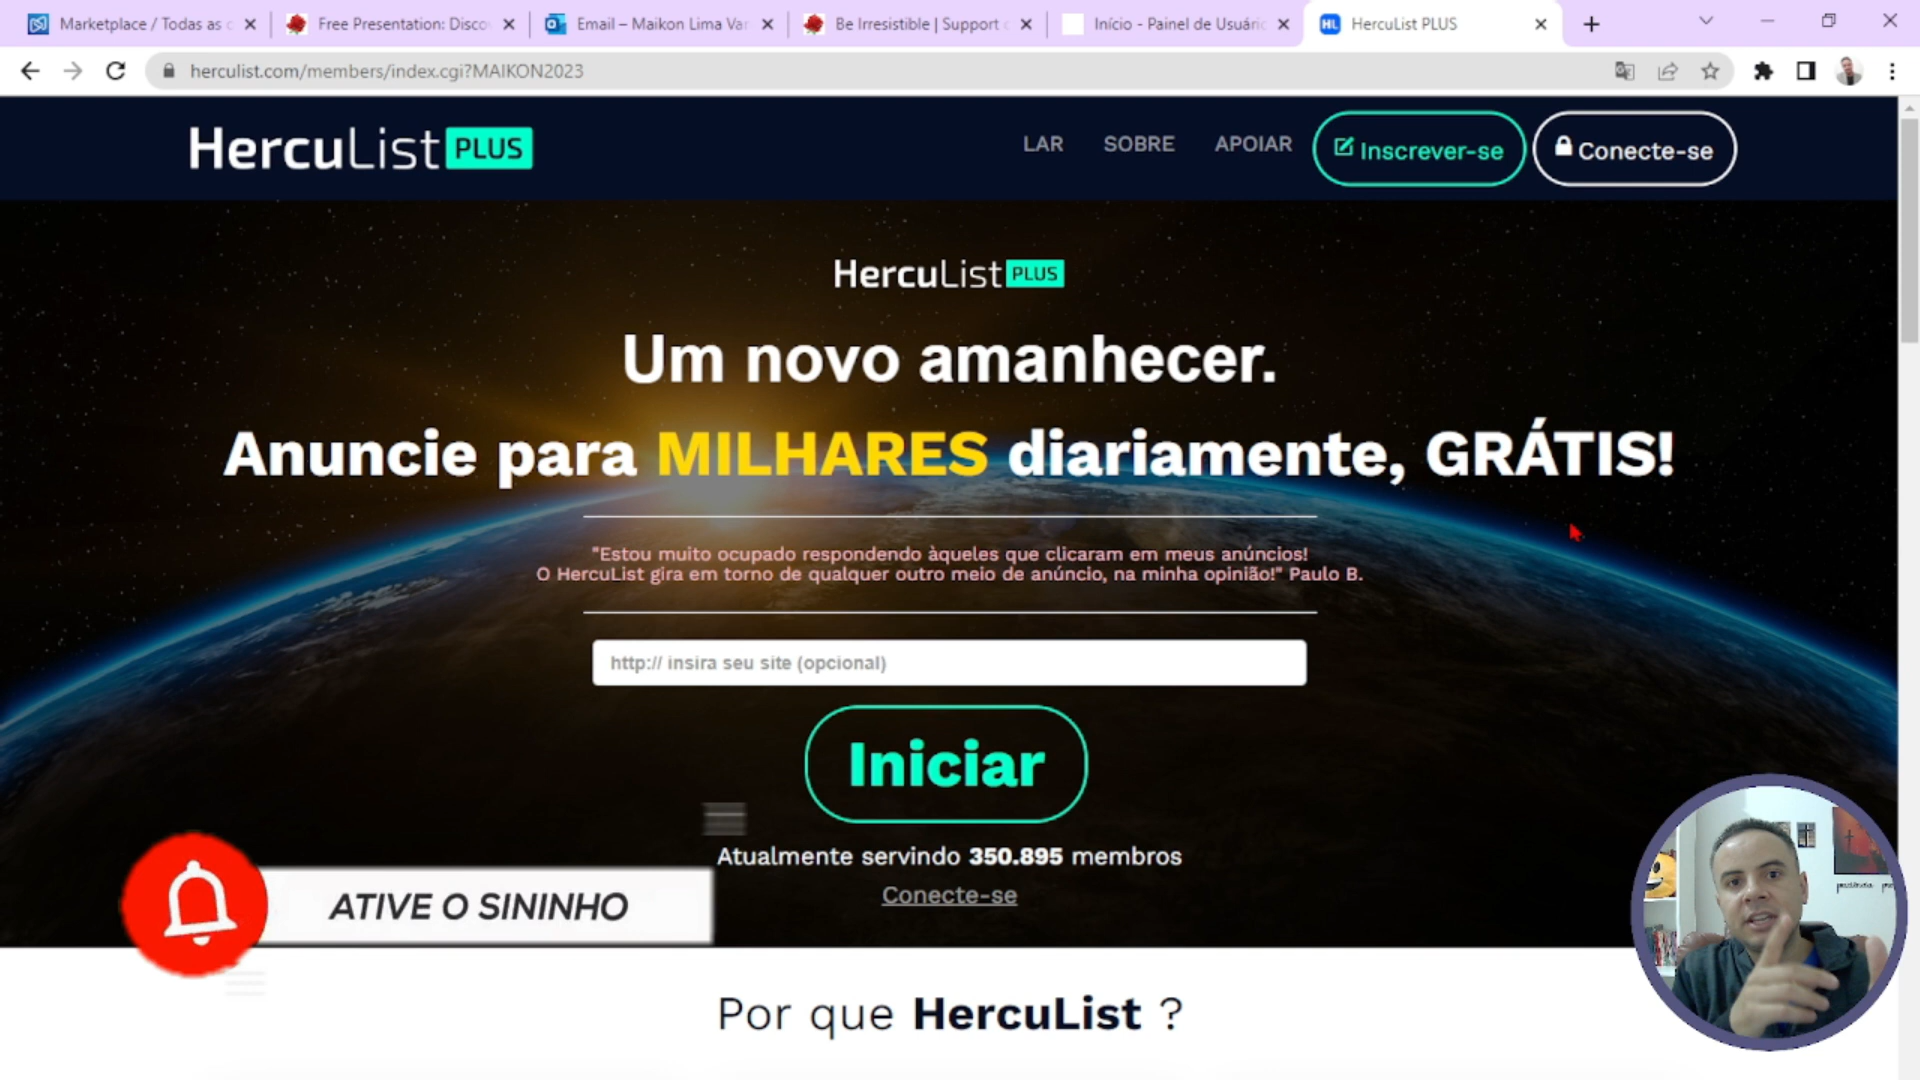 Marketplace / Todas as c
Free Presentation: Disco
Email – Maikon Lima Var
Be Irresistible | Support c
Início - Painel de Usuário
HL HercuList PLUS
herculist.com/members/index.cgi?MAIKON2023
HercuList PLUS
LAR
SOBRE
APOIAR
Inscrever-se
Conecte-se
HercuList PLUS
Um novo amanhecer.
Anuncie para MILHARES diariamente, GRÁTIS!
"Estou muito ocupado respondendo àqueles que clicaram em meus anúncios!
O HercuList gira em torno de qualquer outro meio de anúncio, na minha opinião!" Paulo B.
http:// insira seu site (opcional)
Iniciar
Atualmente servindo 350.895 membros
Conecte-se
ATIVE O SININHO
Por que HercuList ?